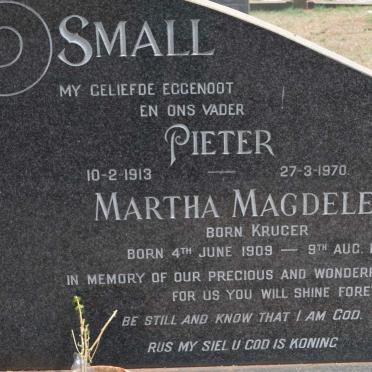 SMALL
MY GELIEFDE EGGENOOT
EN ONS VADER
PIETER
10-2-1913 — 27-3-1970
MARTHA MAGDELE
BORN KRUGER
BORN 4TH JUNE 1909 — 9TH AUG.
IN MEMORY OF OUR PRECIOUS AND WONDERF
FOR US YOU WILL SHINE FORE
BE STILL AND KNOW THAT I AM GOD.
RUS MY SIEL U GOD IS KONING